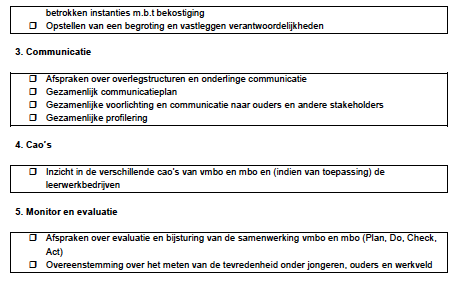 betrokken instanties m.b.t bekostiging
❑ Opstellen van een begroting en vastleggen verantwoordelijkheden
3. Communicatie
❑ Afspraken over overlegstructuren en onderlinge communicatie
❑ Gezamenlijk communicatieplan
❑ Gezamenlijke voorlichting en communicatie naar ouders en andere stakeholders
❑ Gezamenlijke profilering
4. Cao's
❑ Inzicht in de verschillende cao's van vmbo en mbo en (indien van toepassing) de
leerwerkbedrijven
5. Monitor en evaluatie
❑ Afspraken over evaluatie en bijsturing van de samenwerking vmbo en mbo (Plan, Do, Check,
Act)
❑ Overeenstemming over het meten van de tevredenheid onder jongeren, ouders en werkveld